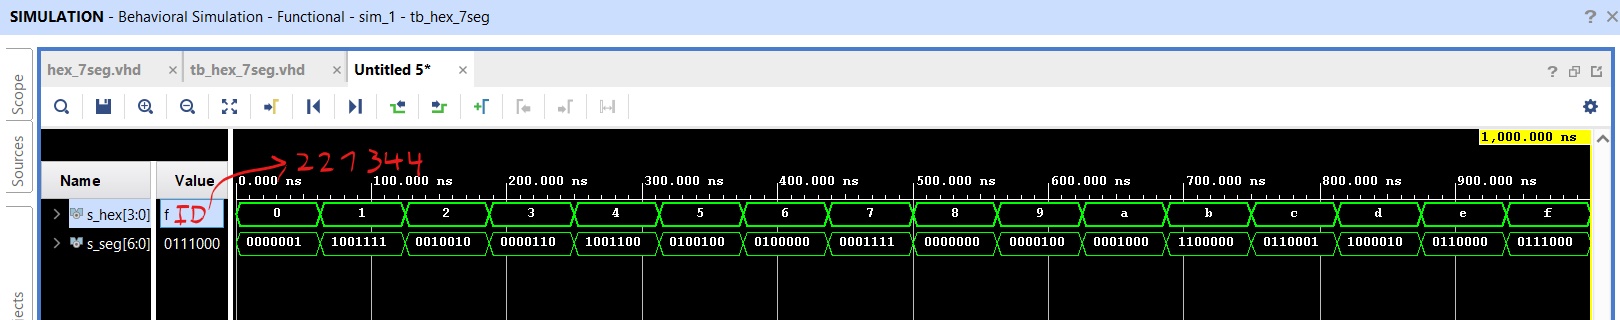 SIMULATION - Behavioral Simulation - Functional - sim_1 - tb_hex_7seg ? ×
Scope
Sources
hex_7seg.vhd × tb_hex_7seg.vhd × Untitled 5* × ?
1,000.000 ns
221344
Name Value 0.000 ns 100.000 ns 200.000 ns 300.000 ns 400.000 ns 500.000 ns 600.000 ns 700.000 ns 800.000 ns 900.000 ns
s_hex[3:0] f ID 0 1 2 3 4 5 6 7 8 9 a b c d e f
s_seg[6:0] 0111000 0000001 1001111 0010010 0000110 1001100 0100100 0100000 0001111 0000000 0000100 0001000 1100000 0110001 1000010 0110000 0111000
jects